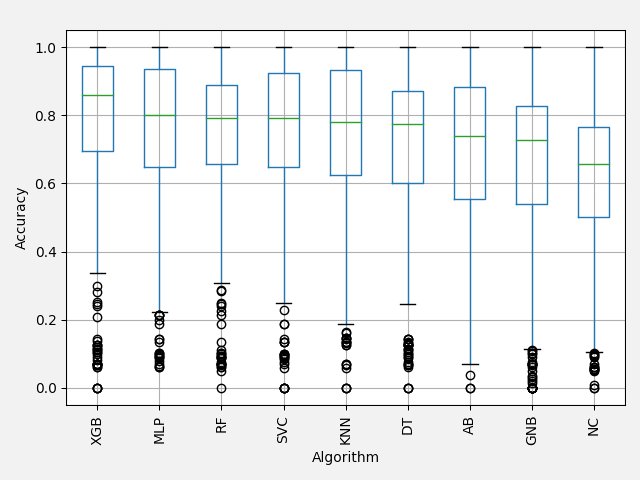 Accuracy
1.0
0.8
0.6
0.4
0.2
0.0
XGB
MLP
RF
SVC
KNN
DT
AB
GNB
NC
Algorithm